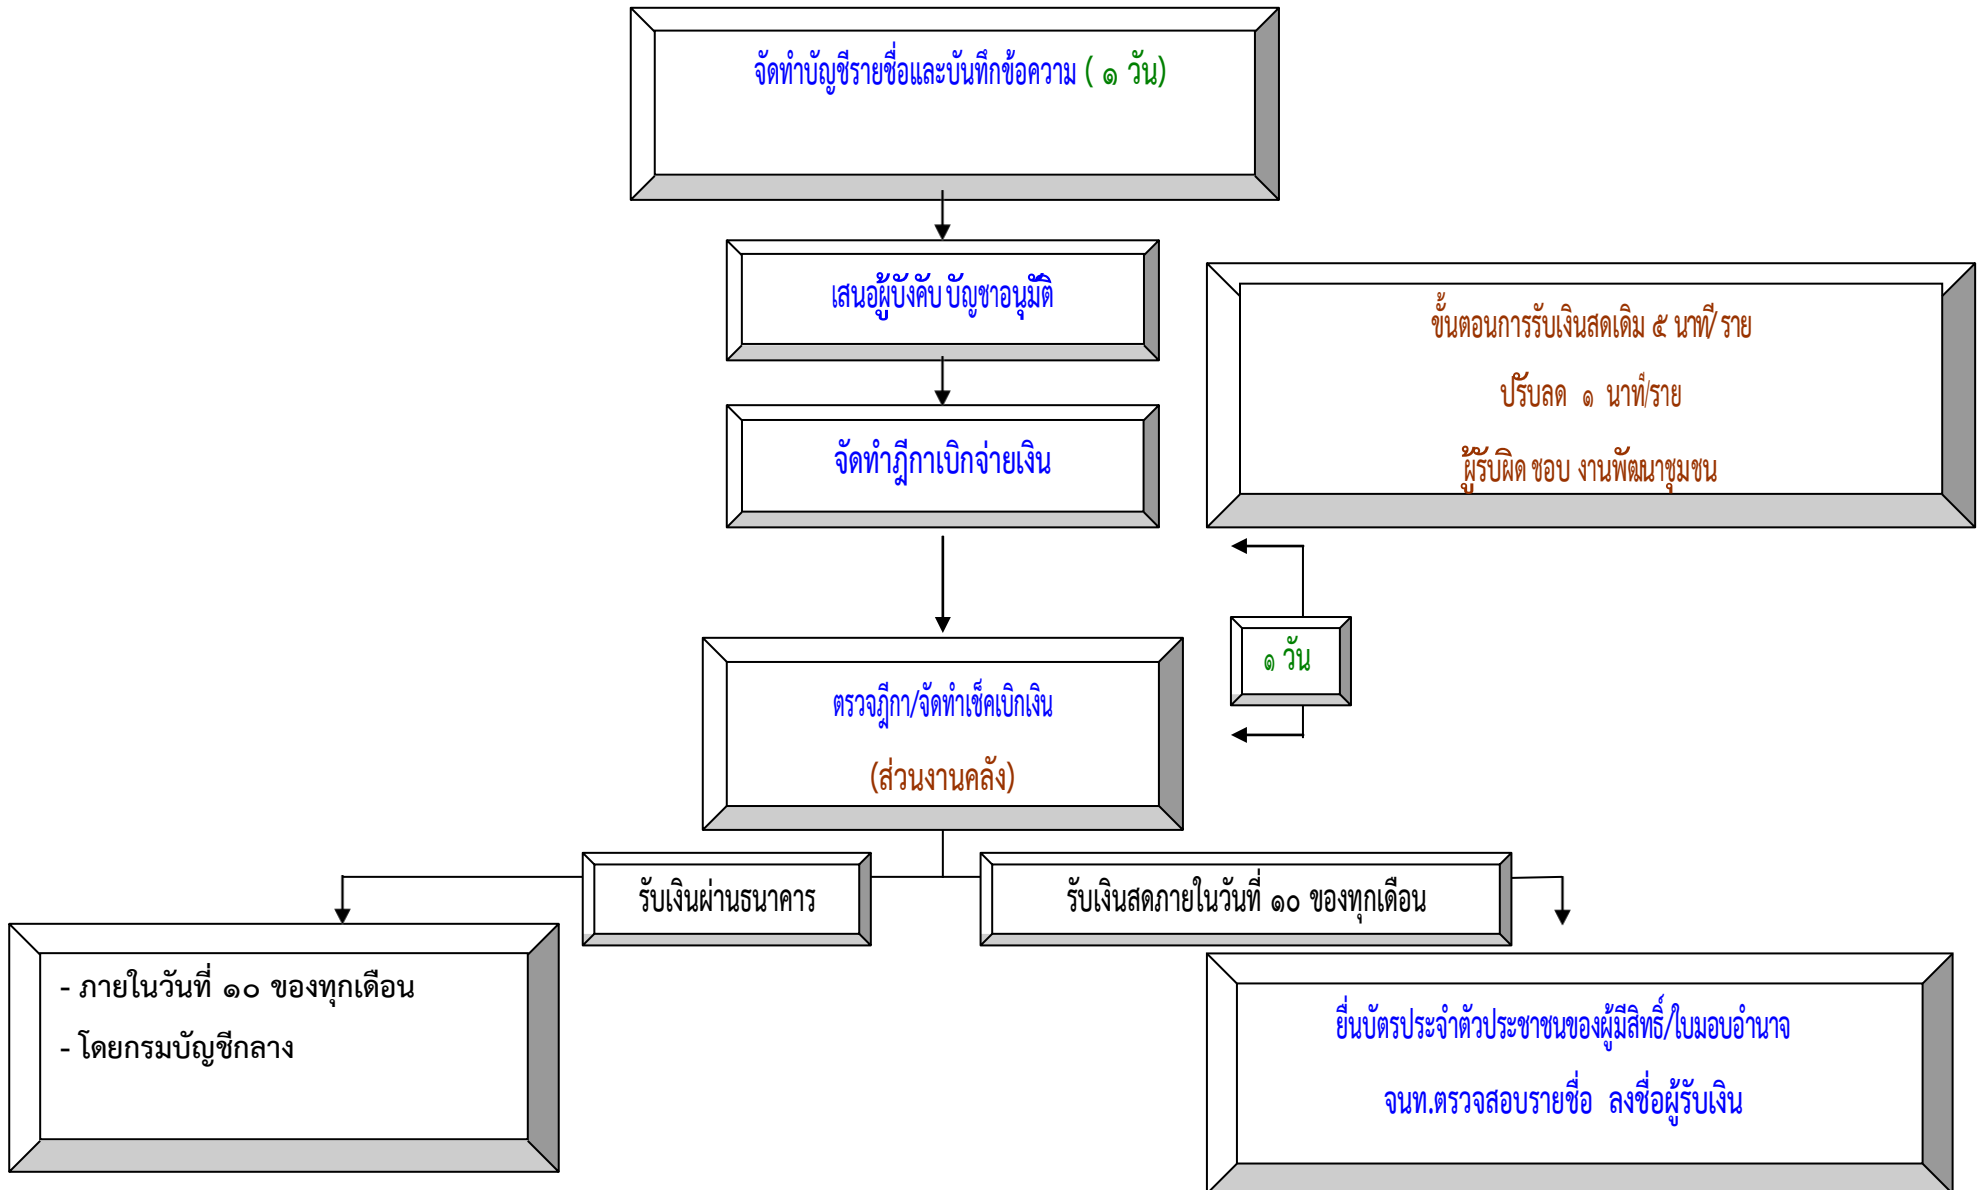 จัดทำบัญชีรายชื่อและบันทึกข้อความ ( ๑ วัน)
เสนอผู้บังคับ บัญชาอนุมัติ
ขั้นตอนการรับเงินสดเดิม ๕ นาที/ ราย
ปรับลด ๑ นาที/ราย
ผู้รับผิด ชอบ งานพัฒนาชุมชน
จัดทำฎีกาเบิกจ่ายเงิน
๑ วัน
ตรวจฎีกา/จัดทำเช็คเบิกเงิน
(ส่วนงานคลัง)
รับเงินผ่านธนาคาร
รับเงินสดภายในวันที่ ๑๐ ของทุกเดือน
- ภายในวันที่ ๑๐ ของทุกเดือน
- โดยกรมบัญชีกลาง
ยื่นบัตรประจำตัวประชาชนของผู้มีสิทธิ์/ใบมอบอำนาจ
จนท.ตรวจสอบรายชื่อ ลงชื่อผู้รับเงิน